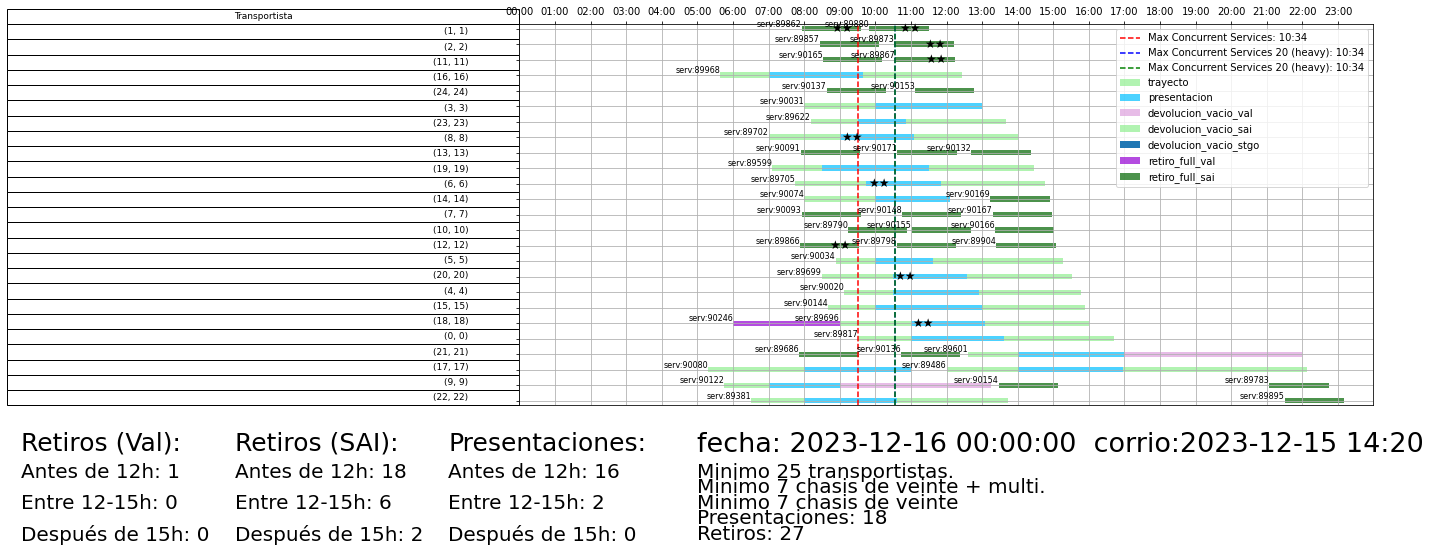 Transportista
00:00 01:00 02:00 03:00 04:00 05:00 06:00 07:00 08:00 09:00 10:00 11:00 12:00 13:00 14:00 15:00 16:00 17:00 18:00 19:00 20:00 21:00 22:00 23:00
(1, 1) serv:89862 serv:89880
(2, 2) serv:89857 serv:89873
(11, 11) serv:90165 serv:89867
(16, 16) serv:89968
(24, 24) serv:90137 serv:90153
(3, 3) serv:90031
(23, 23) serv:89622
(8, 8) serv:89702
(13, 13) serv:90091 serv:90171 serv:90132
(19, 19) serv:89599
(6, 6) serv:89705
(14, 14) serv:90074 serv:90169
(7, 7) serv:90093 serv:90148 serv:90167
(10, 10) serv:89790 serv:90155 serv:90166
(12, 12) serv:89866 serv:89798 serv:89904
(5, 5) serv:90034
(20, 20) serv:89699
(4, 4) serv:90020
(15, 15) serv:90144
(18, 18) serv:90246 serv:89696
(0, 0) serv:89817
(21, 21) serv:89686 serv:90136 serv:89601
(17, 17) serv:90080 serv:89486
(9, 9) serv:90122 serv:90154 serv:89783
(22, 22) serv:89381 serv:89895
Max Concurrent Services: 10:34
Max Concurrent Services 20 (heavy): 10:34
Max Concurrent Services 20 (heavy): 10:34
trayecto
presentacion
devolucion_vacio_val
devolucion_vacio_sai
devolucion_vacio_stgo
retiro_full_val
retiro_full_sai
Retiros (Val):
Antes de 12h: 1
Entre 12-15h: 0
Después de 15h: 0
Retiros (SAI):
Antes de 12h: 18
Entre 12-15h: 6
Después de 15h: 2
Presentaciones:
Antes de 12h: 16
Entre 12-15h: 2
Después de 15h: 0
fecha: 2023-12-16 00:00:00 corrio:2023-12-15 14:20
Minimo 25 transportistas.
Minimo 7 chasis de veinte + multi.
Minimo 7 chasis de veinte
Presentaciones: 18
Retiros: 27